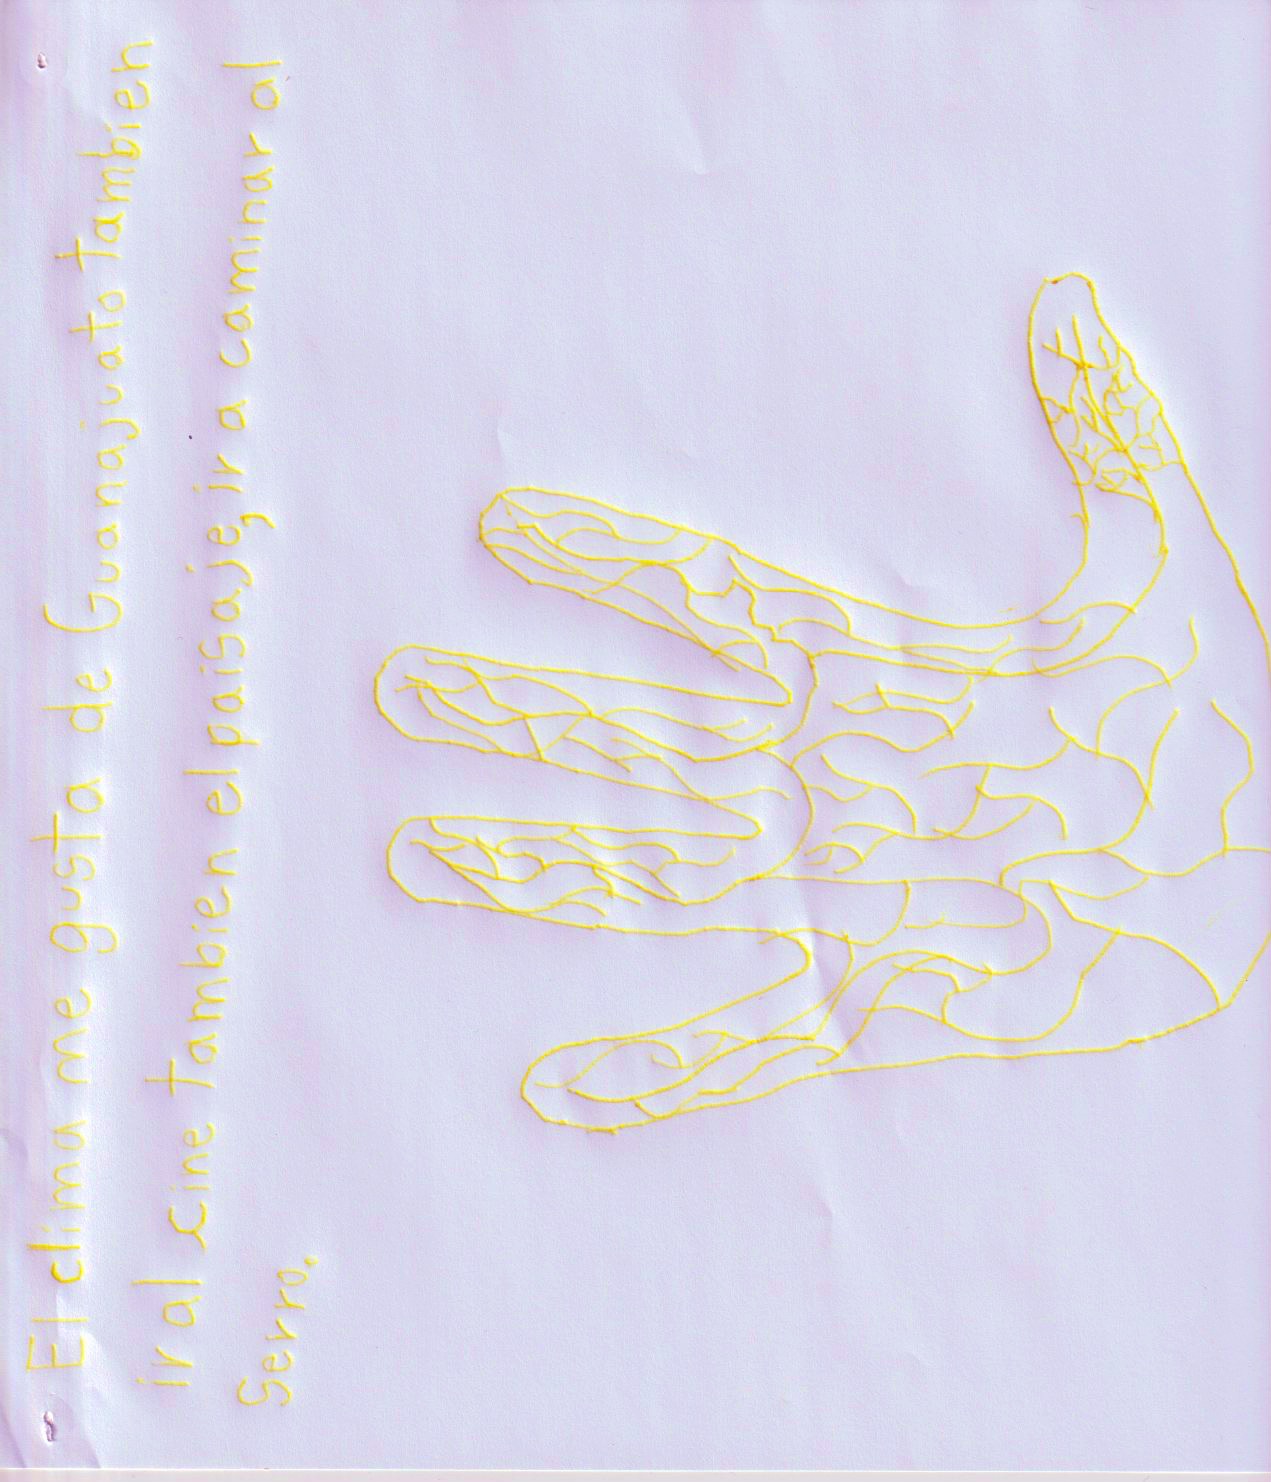 El clima me gusta de Guanajuato Tambien
ir al cine Tambien el paisaje, ir a caminar al
Serro.